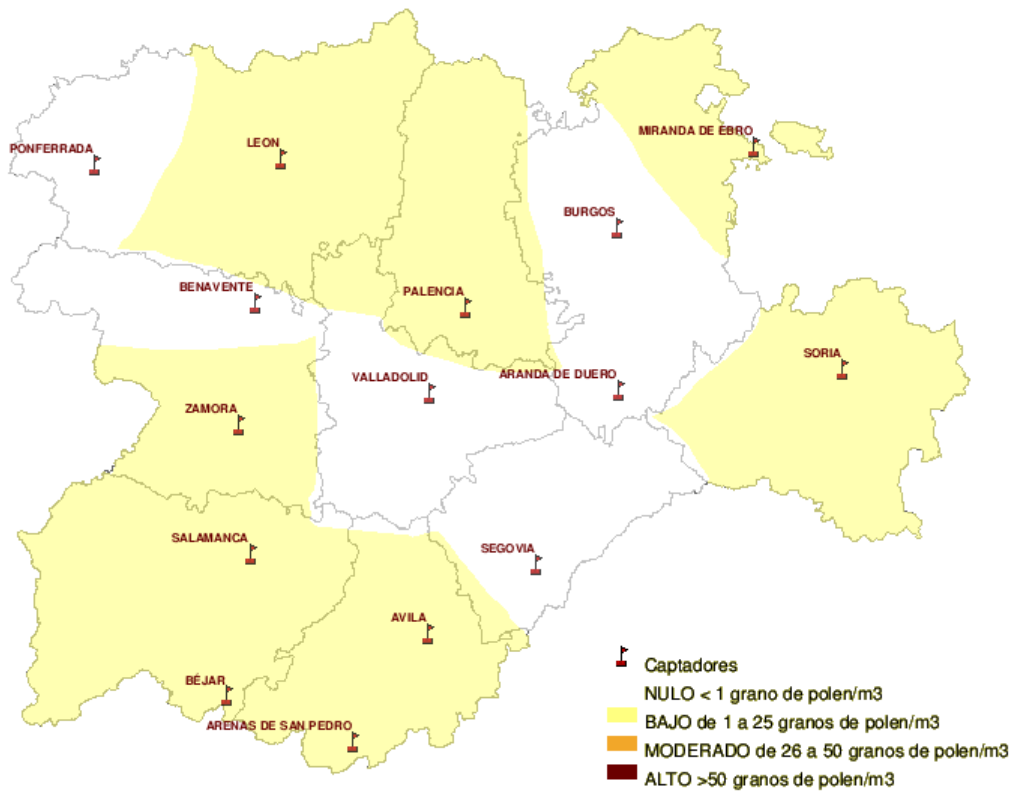 MIRANDA DE EBRO
LEON
PONFERRADA
BURGOS
BENAVENTE
PALENCIA
SORIA
VALLADOLID
ARANDA DE DUERO
ZAMORA
SALAMANCA
SEGOVIA
AVILA
BÉJAR
ARENAS DE SAN PEDRO
Captadores
NULO < 1 grano de polen/m3
BAJO de 1 a 25 granos de polen/m3
MODERADO de 26 a 50 granos de polen/m3
ALTO >50 granos de polen/m3